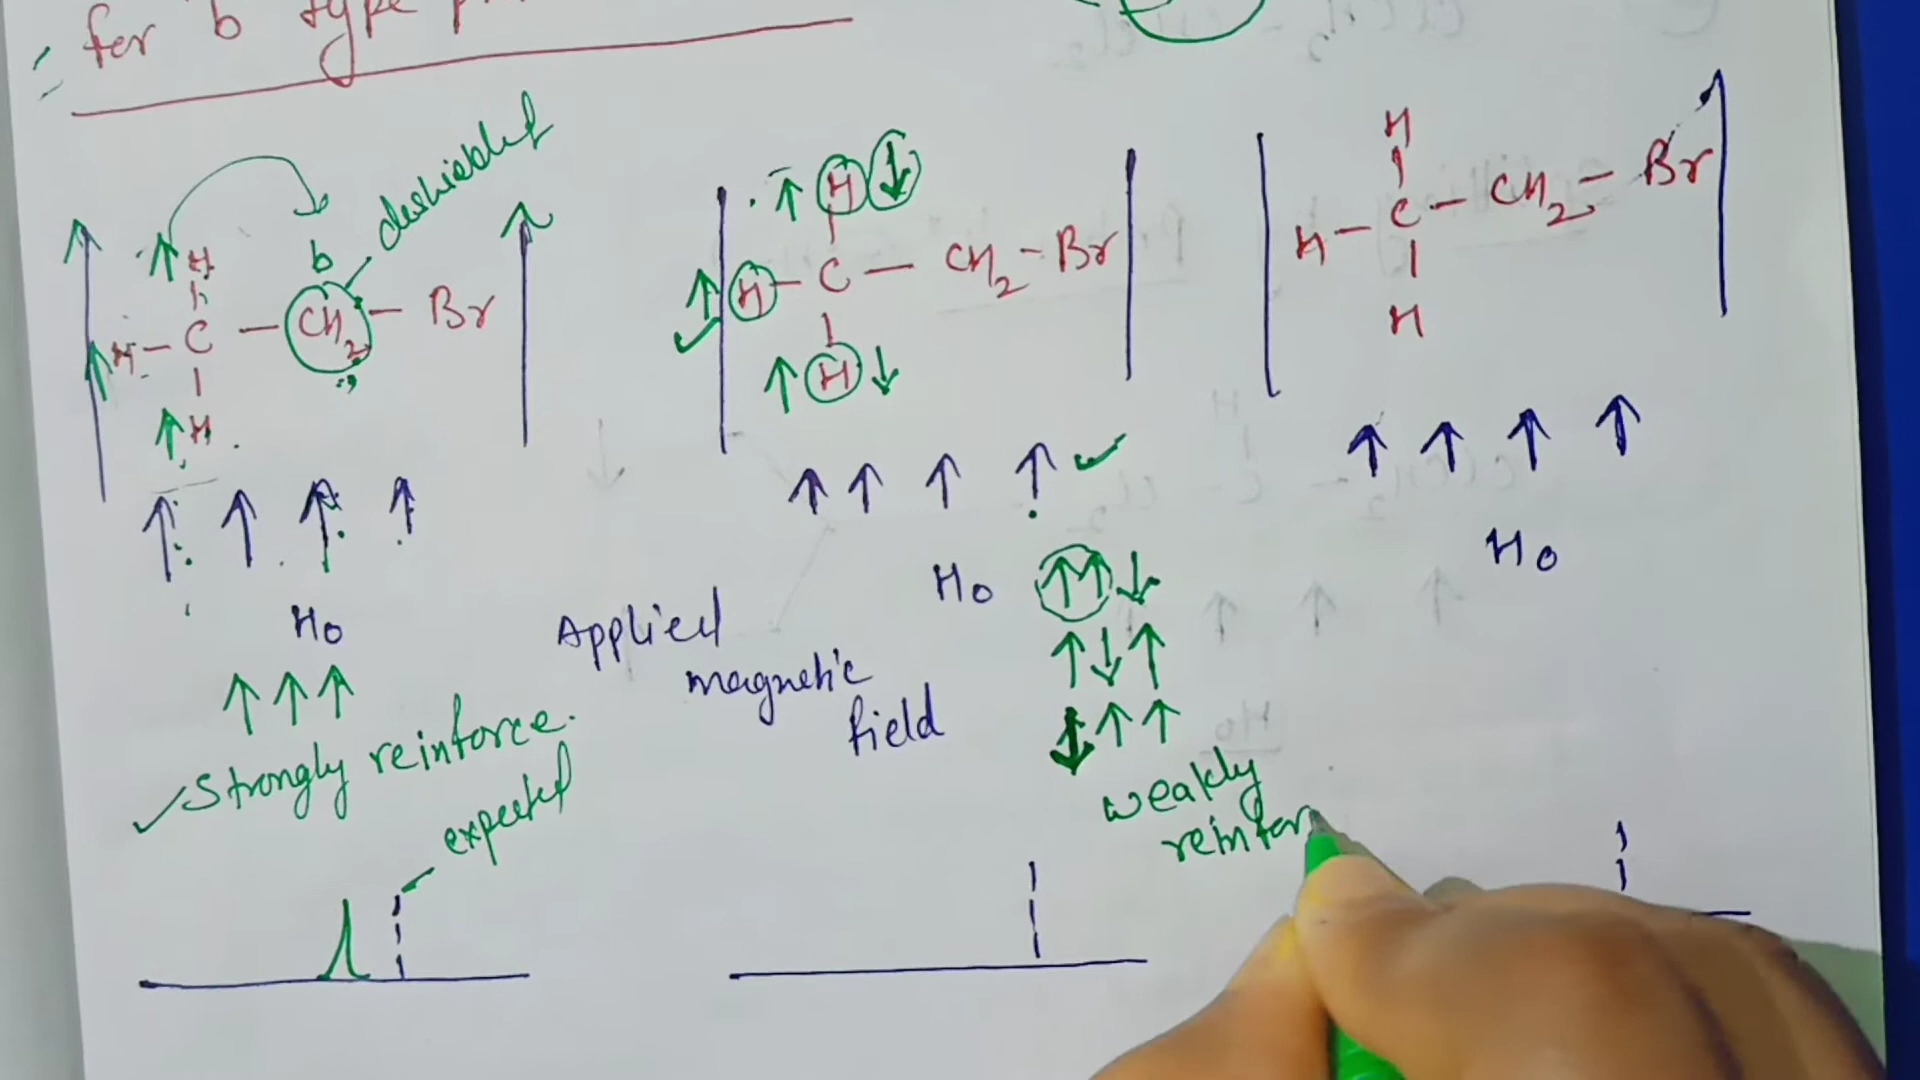 for b type
deshielded
b
H
H - C - CH2 - Br
H
H
H - C - CH2 - Br
H
H
H - C - CH2 - Br
H
H0
H0
H0
Applied
magnetic
field
Strongly reinforce.
expected
weakly
reinfor